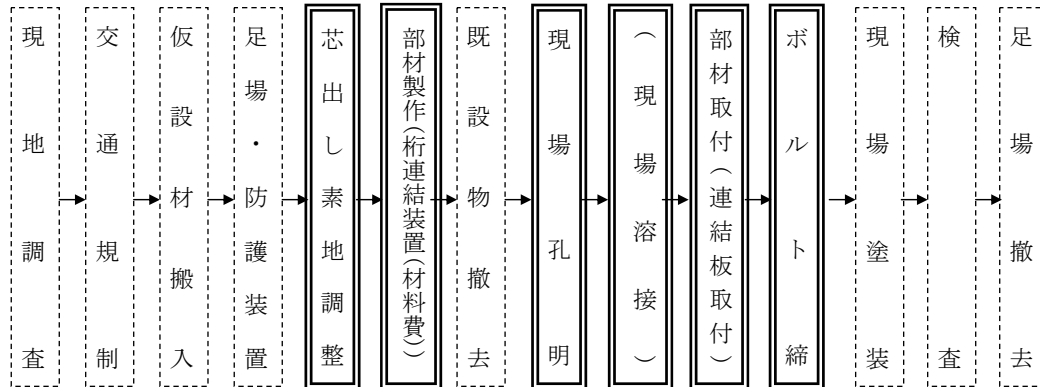 現地調査
交通規制
仮設材搬入
足場・防護装置
芯出し素地調整
部材製作(桁連結装置(材料費))
既設物撤去
現場孔明
(現場溶接)
部材取付(連結板取付)
ボルト締
現場塗装
検査
足場撤去